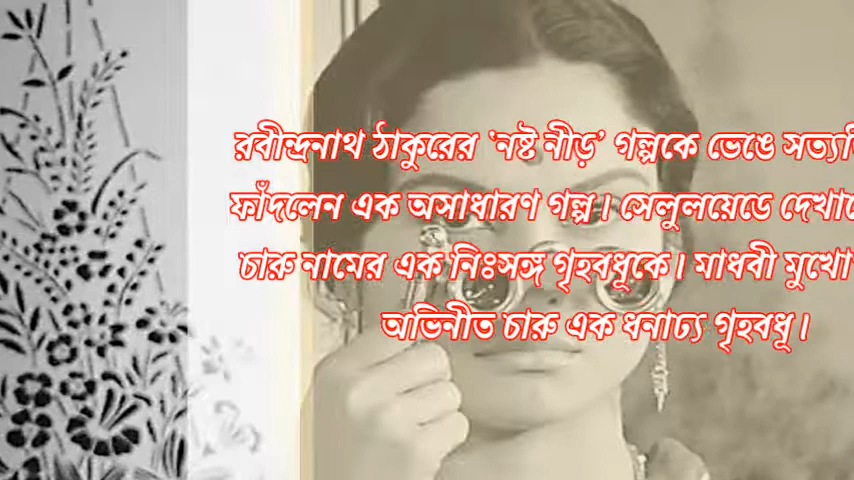 রবীন্দ্রনাথ ঠাকুরের 'নষ্ট নীড়' গল্পকে ভেঙে
ফাঁদলেন এক অসাধারণ গল্প। সেলুলয়েডে
চারু নামের এক নিঃসঙ্গ গৃহবধূকে। মাধবী
অভিনীত চারু এক ধনাঢ্য গৃহবধূ।